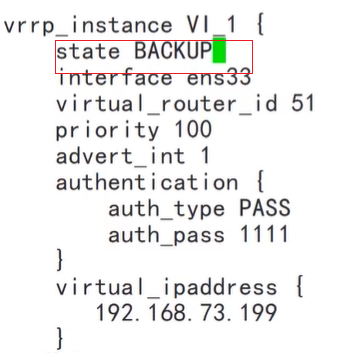 vrrp_instance VI_1 {
state BACKUP
interface ens33
virtual_router_id 51
priority 100
advert_int 1
authentication {
auth_type PASS
auth_pass 1111
}
virtual_ipaddress {
192.168.73.199
}